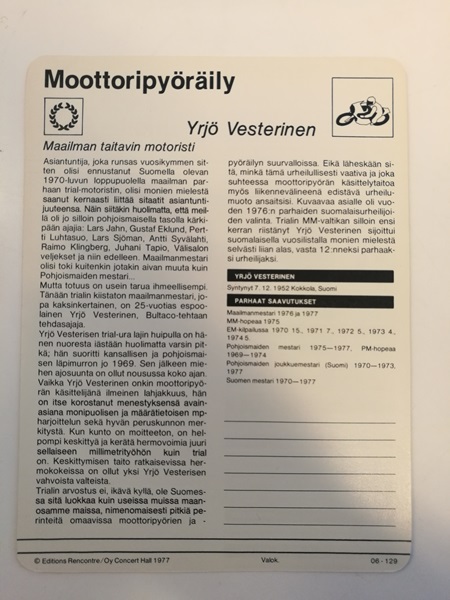 Moottoripyöräily
Yrjö Vesterinen
Maailman taitavin motoristi
Asiantuntija, joka runsas vuosikymmen sit-
ten olisi ennustanut Suomella olevan
1970-luvun loppupuolella maailman par-
haan trial-motoristin, olisi monien mielestä
saanut kernaasti liittää sitaatit asiantunti-
juuteensa. Näin siitäkin huolimatta, että meil-
lä oli jo silloin pohjoismaisella tasolla kärki-
pään ajajia: Lars Jahn, Gustaf Eklund, Pert-
ti Luhtasuo, Lars Sjöman, Antti Syvälahti,
Raimo Klingberg, Juhani Tapio, Välisalon
veljekset ja niin edelleen. Maailmanmestari
olisi toki kuitenkin jotakin aivan muuta kuin
Pohjoismaiden mestari...
Mutta totuus on usein tarua ihmeellisempi.
Tänään trialin kiistaton maailmanmestari, jo-
pa kaksinkertainen, on 25-vuotias espoo-
lainen Yrjö Vesterinen, Bultaco-tehtaan
tehdasajaja.
Yrjö Vesterisen trial-ura lajin huipulla on hä-
nen nuoresta iästään huolimatta varsin pit-
kä; hän suoritti kansallisen ja pohjoismai-
sen läpimurron jo 1969. Sen jälkeen mie-
hen ajosuunta on ollut nousussa koko ajan.
Vaikka Yrjö Vesterinen onkin moottoripyö-
rän käsittelijänä ilmeinen lahjakkuus, hän
on itse korostanut menestyksensä avain-
asiana monipuolisen ja määrätietoisen mp-
harjoittelun sekä hyvän peruskunnon mer-
kitystä. Kun kunto on moitteeton, on hel-
pompi keskittyä ja kerätä hermovoimia juuri
sellaiseen millimetrityöhön kuin trial
on. Keskittymisen taito ratkaisevissa her-
mokokeissa on ollut yksi Yrjö Vesterisen
vahvoista valteista.
Trialin arvostus ei, ikävä kyllä, ole Suomes-
sa sitä luokkaa kuin useissa muissa maan-
osamme maissa, nimenomaisesti pitkiä pe-
rinteitä omaavissa moottoripyörien ja -
pyöräilyn suurvalloissa. Eikä läheskään si-
tä, minkä tämä urheilullisesti vaativa ja joka
suhteessa moottoripyörän käsittelytaitoa
myös liikennevälineenä edistävä urheilu-
muoto ansaitsisi. Kuvaavaa asialle oli vuo-
den 1976:n parhaiden suomalaisurheilijoi-
den valinta. Trialin MM-valtikan silloin ensi
kerran riistänyt Yrjö Vesterinen sijoittui
suomalaisella vuosilistalla monien mielestä
selvästi liian alas, vasta 12:nneksi parhaak-
si urheilijaksi.
YRJÖ VESTERINEN
Syntynyt 7. 12. 1952 Kokkola, Suomi
PARHAAT SAAVUTUKSET
Maailmanmestari 1976 ja 1977
MM-hopeaa 1975
EM-kilpailussa 1970 15., 1971 7., 1972 5., 1973 4.,
1974 5.
Pohjoismaiden mestari 1975—1977, PM-hopeaa
1969—1974
Pohjoismaiden joukkuemestari (Suomi) 1970—1973,
1977
Suomen mestari 1970—1977
© Editions Rencontre/Oy Concert Hall 1977
Valok.
06 - 129